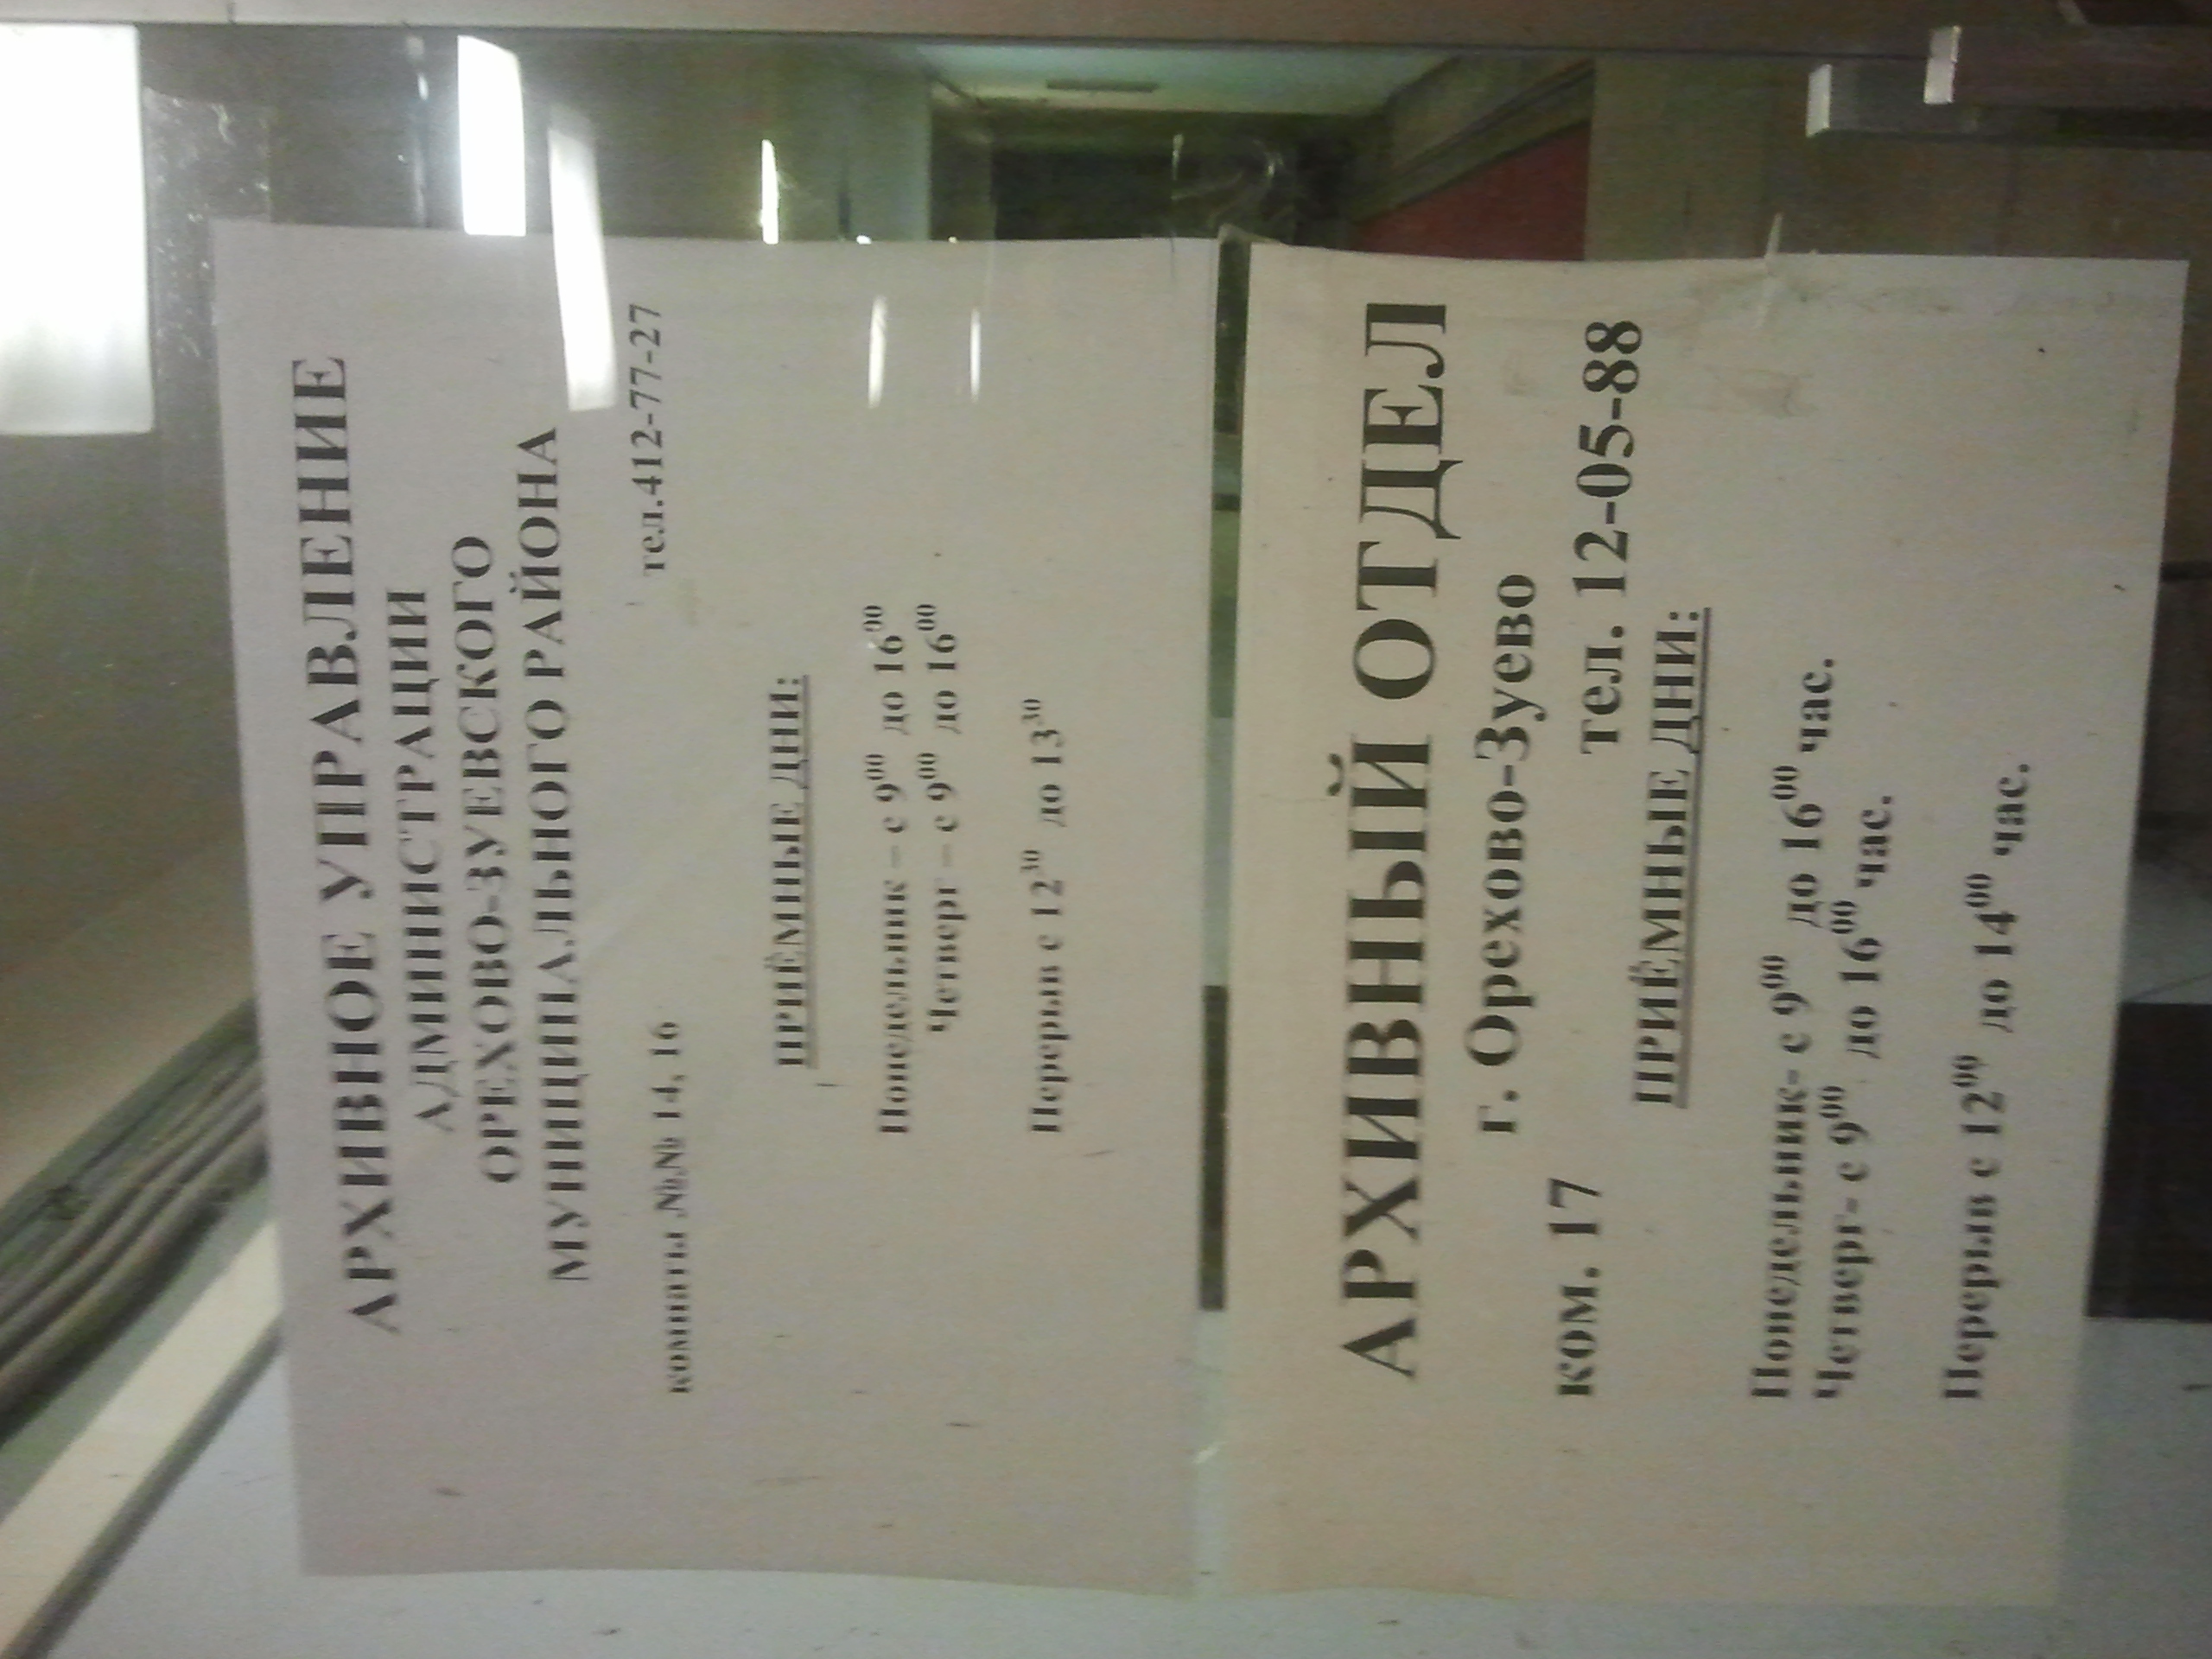 АРХИВНОЕ УПРАВЛЕНИЕ
АДМИНИСТРАЦИИ
ОРЕХОВО-ЗУЕВСКОГО
МУНИЦИПАЛЬНОГО РАЙОНА
комнаты №№ 14, 16 тел.412-77-27
ПРИЁМНЫЕ ДНИ:
Понедельник – с 9⁰⁰ до 16⁰⁰
Четверг – с 9⁰⁰ до 16⁰⁰
Перерыв с 12³⁰ до 13³⁰
АРХИВНЫЙ ОТДЕЛ
г. Орехово-Зуево
ком. 17 тел. 12-05-88
ПРИЁМНЫЕ ДНИ:
Понедельник- с 9⁰⁰ до 16⁰⁰ час.
Четверг- с 9⁰⁰ до 16⁰⁰ час.
Перерыв с 12⁰⁰ до 14⁰⁰ час.